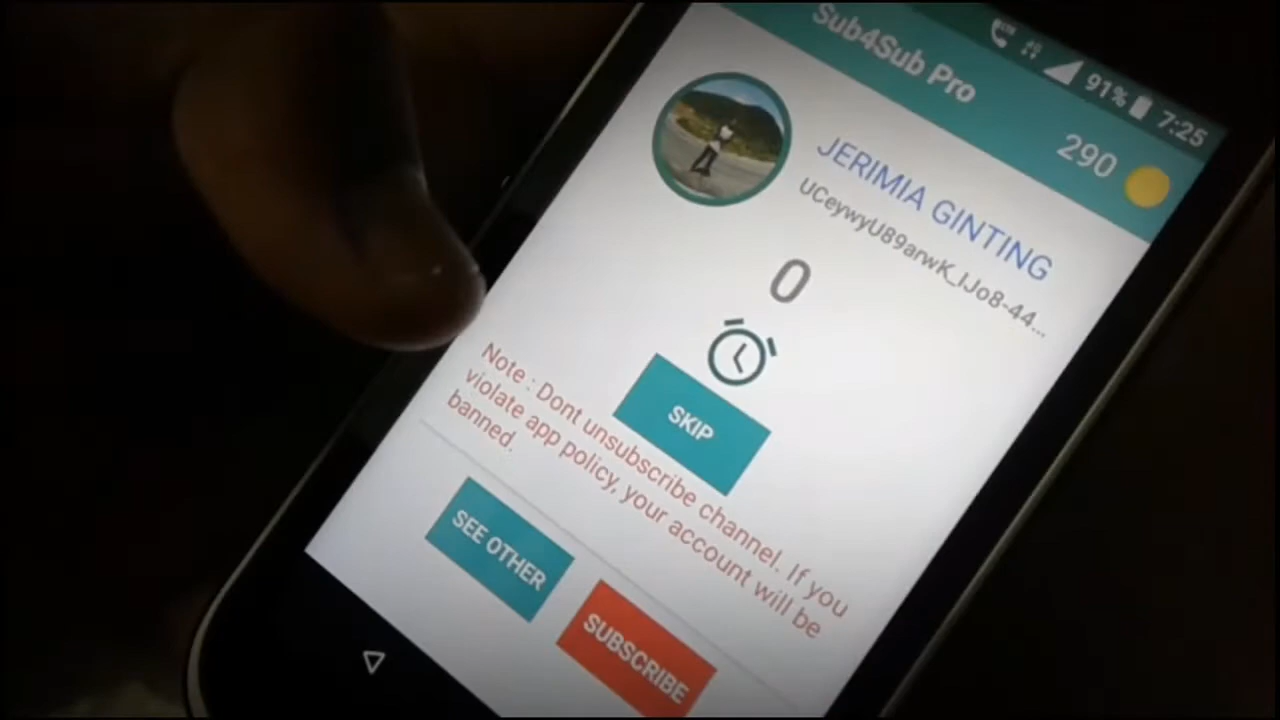 91% 7:25
Sub4Sub Pro
290
JERIMIA GINTING
UCeywyU89arwK_IJo8-44...
0
SKIP
Note : Dont unsubscribe channel. If you
violate app policy, your account will be
banned.
SEE OTHER
SUBSCRIBE